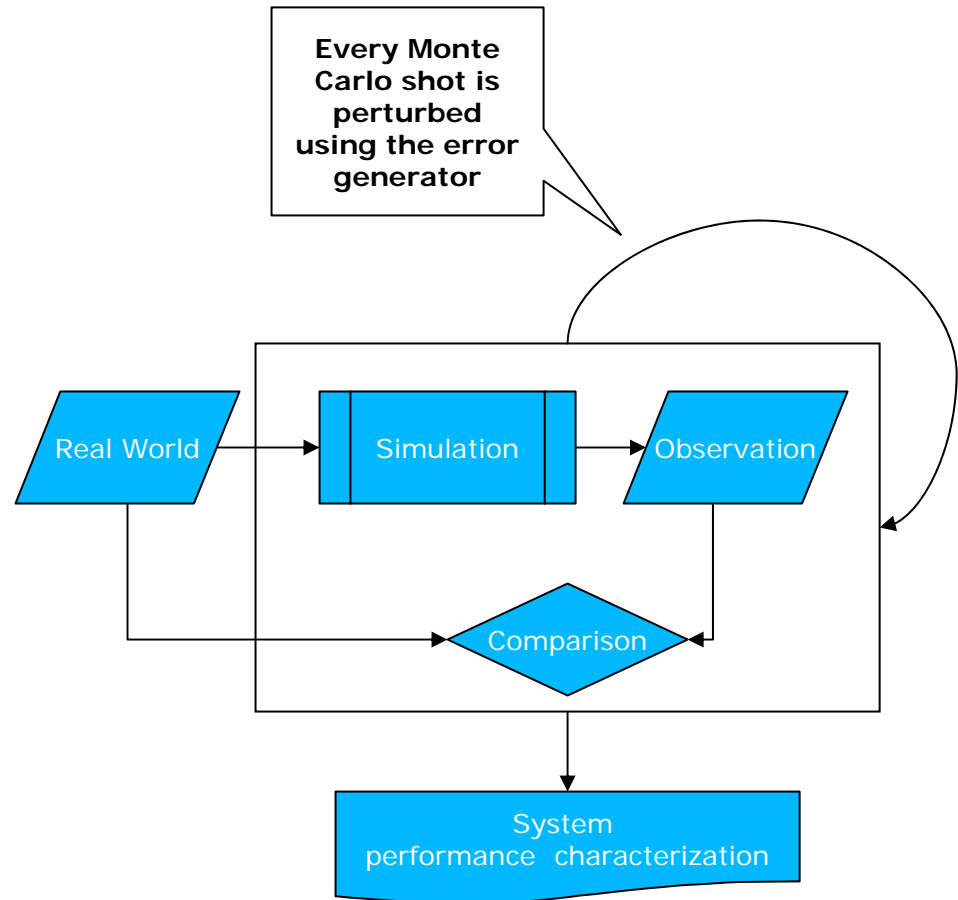 Every Monte
Carlo shot is
perturbed
using the error
generator
Real World
Simulation
Observation
Comparison
System
performance characterization